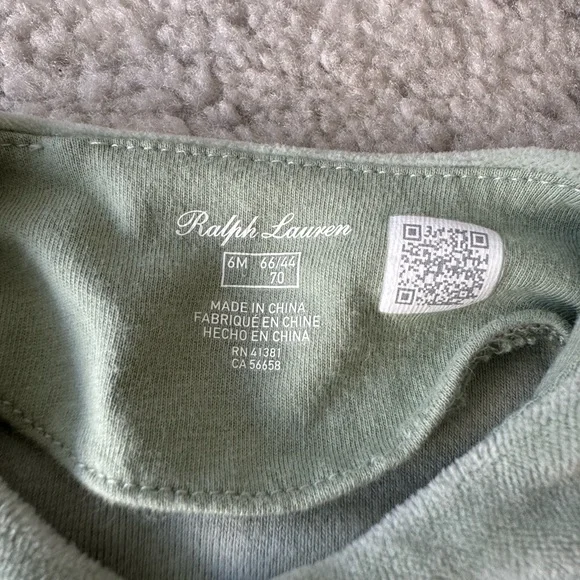 Ralph Lauren
6M 66/44
70
MADE IN CHINA
FABRIQUÉ EN CHINE
HECHO EN CHINA
RN 41381
CA 56658